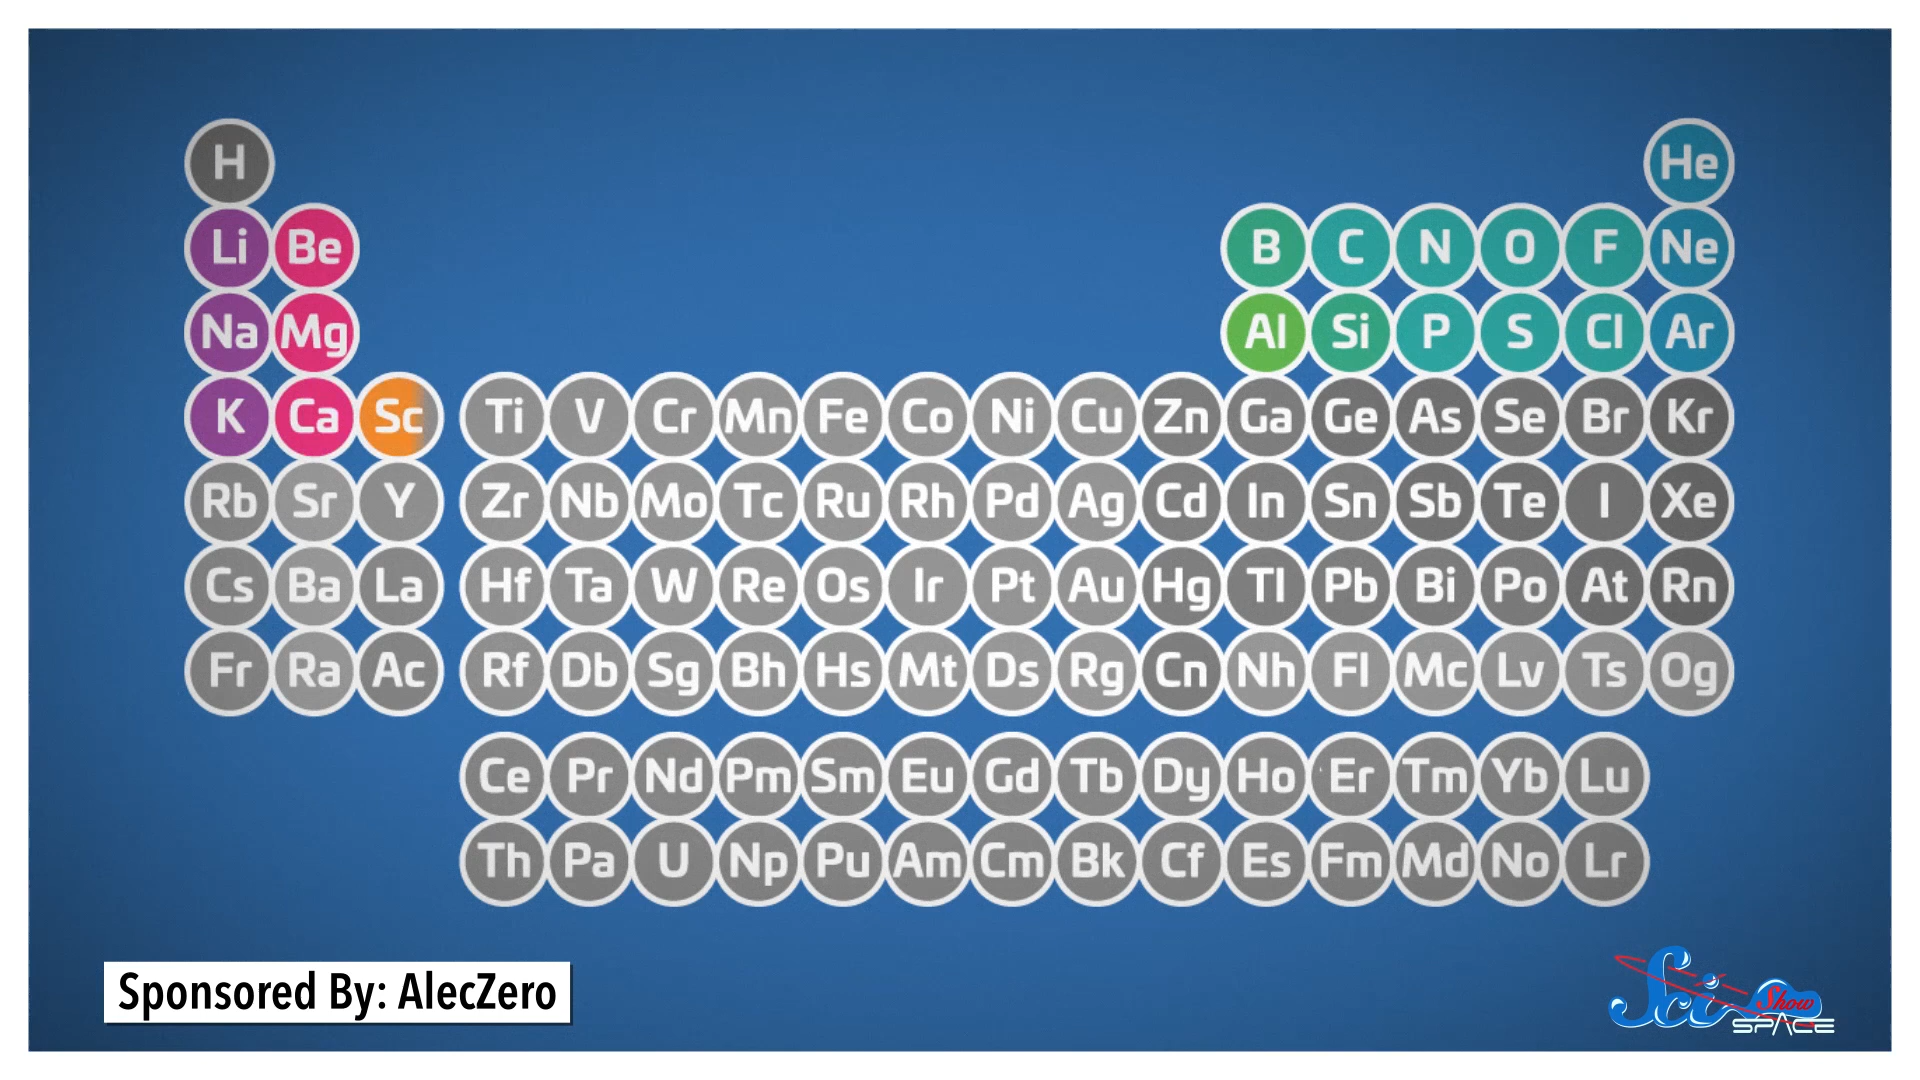 H He
Li Be B C N O F Ne
Na Mg Al Si P S Cl Ar
K Ca Sc Ti V Cr Mn Fe Co Ni Cu Zn Ga Ge As Se Br Kr
Rb Sr Y Zr Nb Mo Tc Ru Rh Pd Ag Cd In Sn Sb Te I Xe
Cs Ba La Hf Ta W Re Os Ir Pt Au Hg Tl Pb Bi Po At Rn
Fr Ra Ac Rf Db Sg Bh Hs Mt Ds Rg Cn Nh Fl Mc Lv Ts Og
Ce Pr Nd Pm Sm Eu Gd Tb Dy Ho Er Tm Yb Lu
Th Pa U Np Pu Am Cm Bk Cf Es Fm Md No Lr
Sponsored By: AlecZero
Sci Show
SPACE